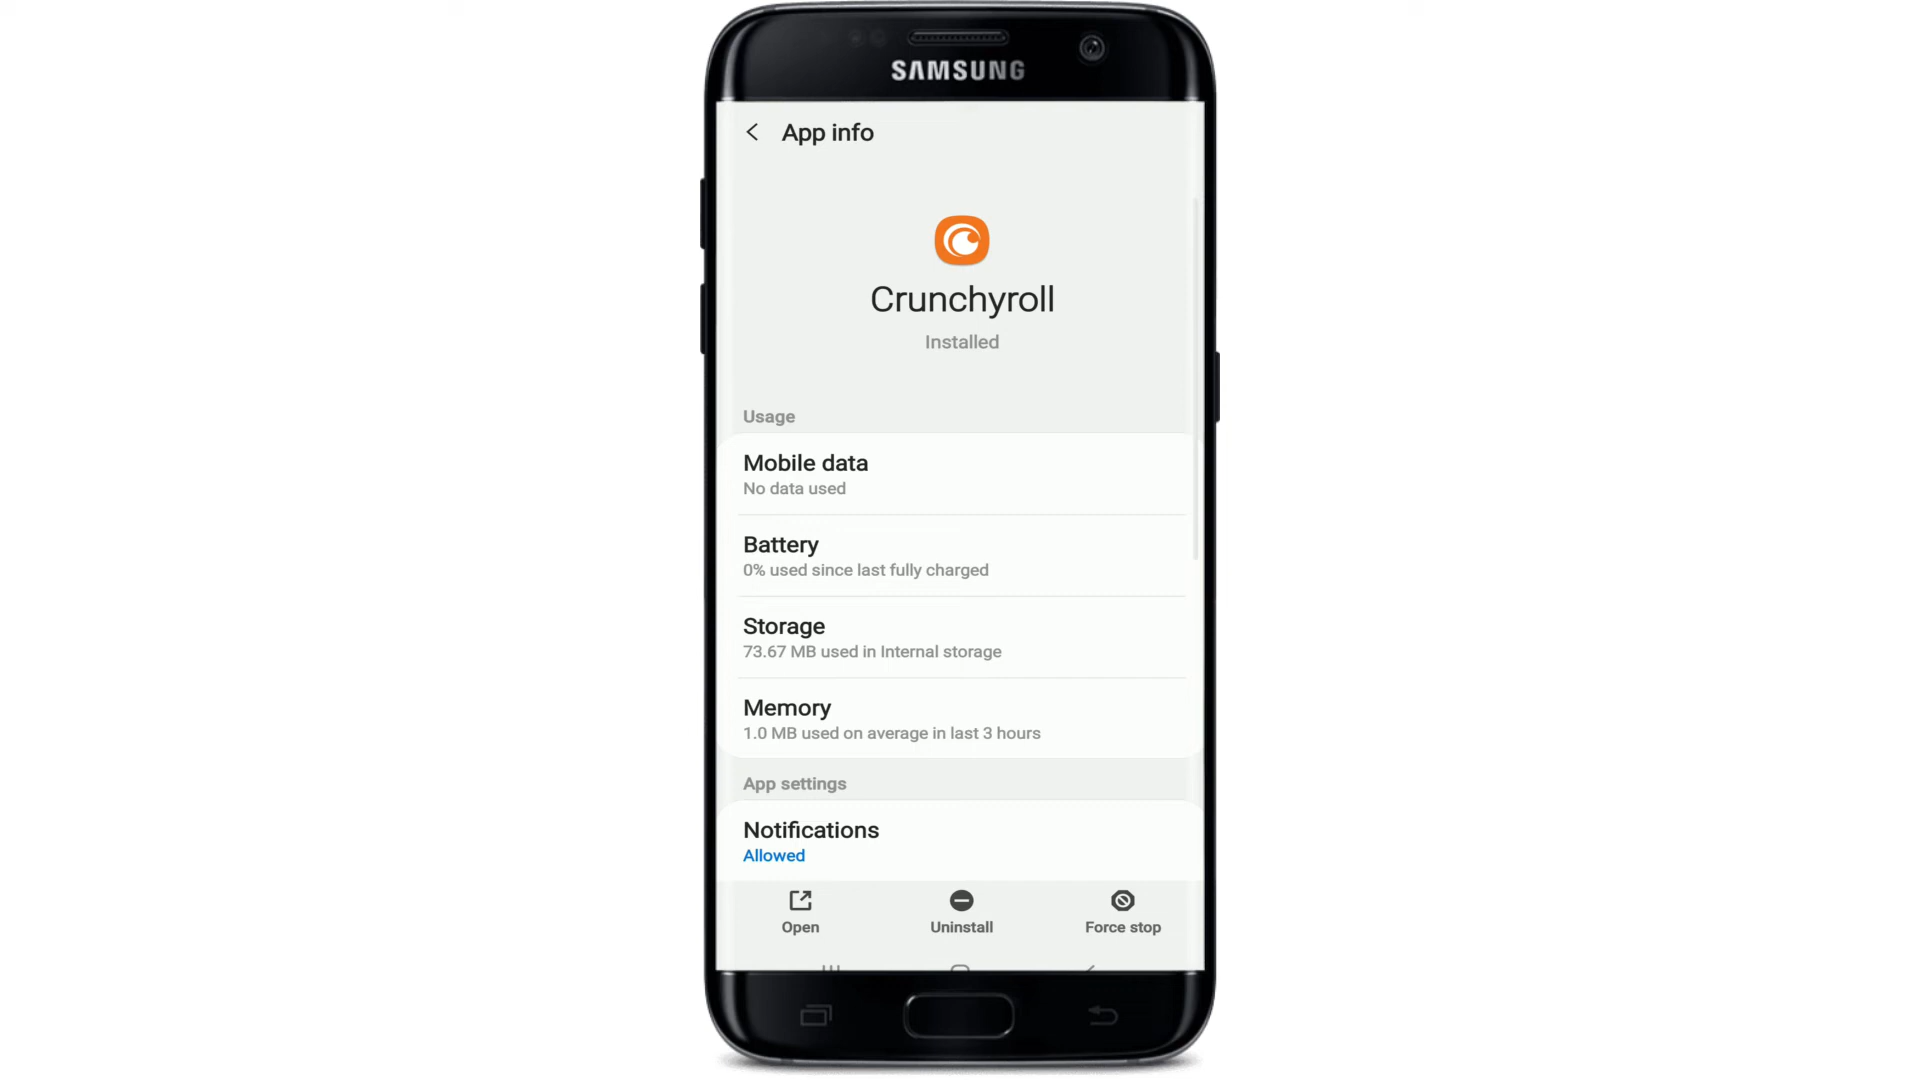 SAMSUNG
App info
Crunchyroll
Installed
Usage
Mobile data
No data used
Battery
0% used since last fully charged
Storage
73.67 MB used in Internal storage
Memory
1.0 MB used on average in last 3 hours
App settings
Notifications
Allowed
Open Uninstall Force stop